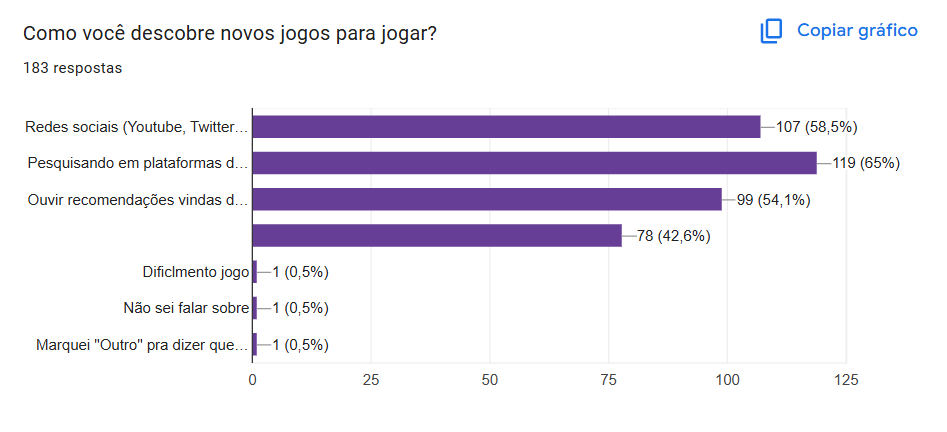 Como você descobre novos jogos para jogar?
Copiar gráfico
183 respostas
Redes sociais (Youtube, Twitter… 107 (58,5%)
Pesquisando em plataformas d… 119 (65%)
Ouvir recomendações vindas d… 99 (54,1%)
78 (42,6%)
Dificlmento jogo 1 (0,5%)
Não sei falar sobre 1 (0,5%)
Marquei "Outro" pra dizer que… 1 (0,5%)
0 25 50 75 100 125